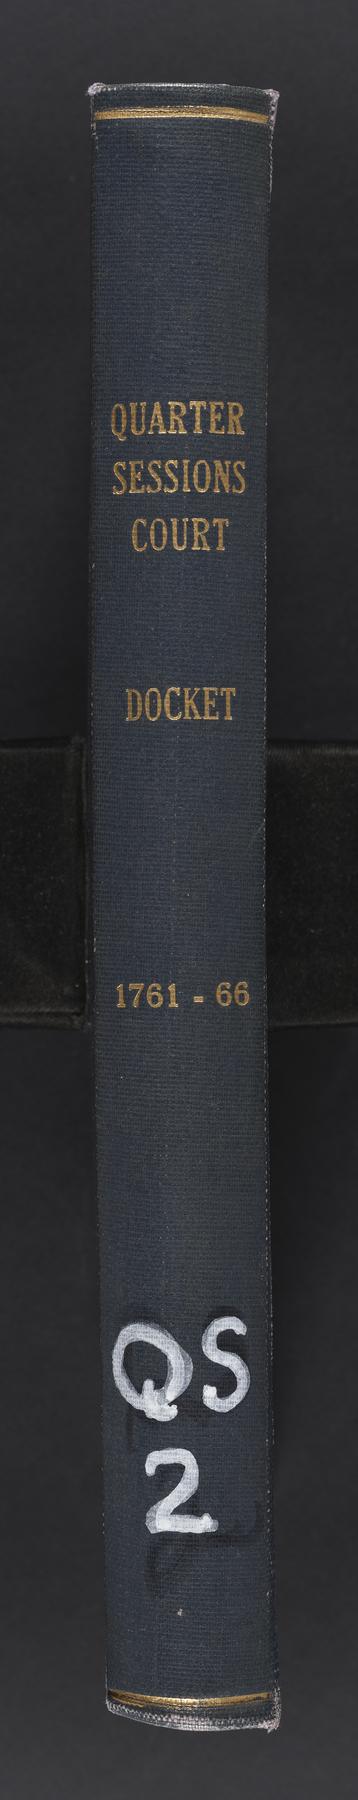 QUARTER
SESSIONS
COURT
DOCKET
1761 - 66
QS
2